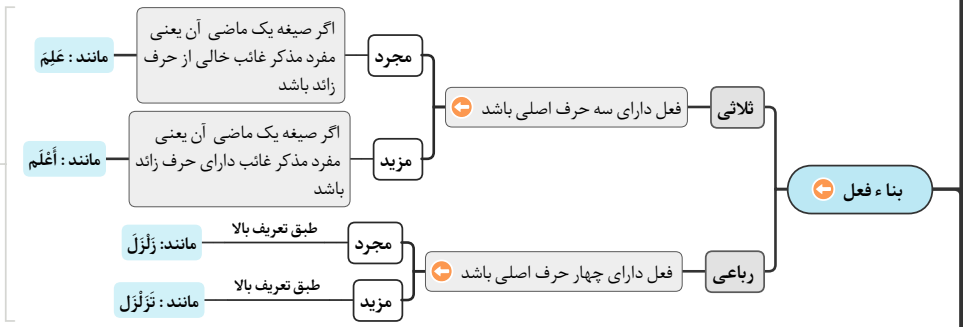 بناء فعل
ثلاثی
فعل دارای سه حرف اصلی باشد
مجرد
اگر صیغه یک ماضی آن یعنی
مفرد مذکر غائب خالی از حرف
زائد باشد
مانند : عَلِمَ
مزید
اگر صیغه یک ماضی آن یعنی
مفرد مذکر غائب دارای حرف زائد
باشد
مانند : أَعْلَم
رباعی
فعل دارای چهار حرف اصلی باشد
مجرد
طبق تعریف بالا
مانند: زَلْزَلَ
مزید
طبق تعریف بالا
مانند : تَزَلْزَل